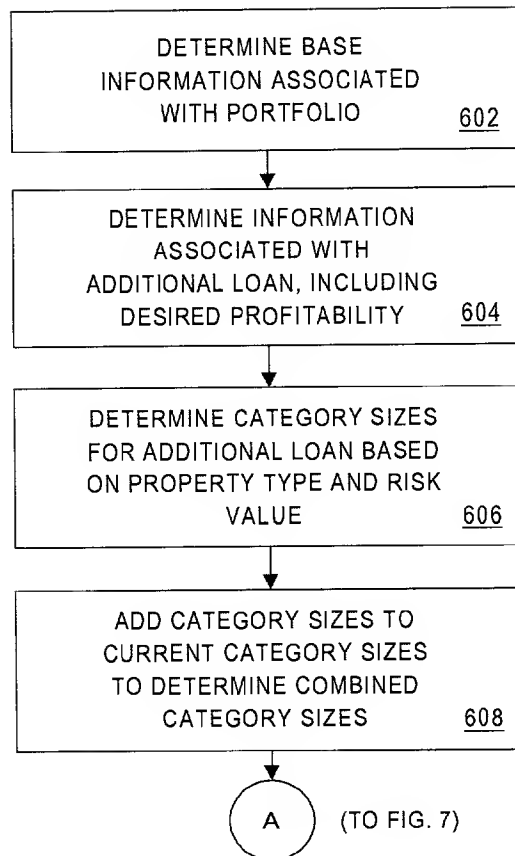 DETERMINE BASE
INFORMATION ASSOCIATED
WITH PORTFOLIO
602
DETERMINE INFORMATION
ASSOCIATED WITH
ADDITIONAL LOAN, INCLUDING
DESIRED PROFITABILITY
604
DETERMINE CATEGORY SIZES
FOR ADDITIONAL LOAN BASED
ON PROPERTY TYPE AND RISK
VALUE
606
ADD CATEGORY SIZES TO
CURRENT CATEGORY SIZES
TO DETERMINE COMBINED
CATEGORY SIZES
608
A (TO FIG. 7)